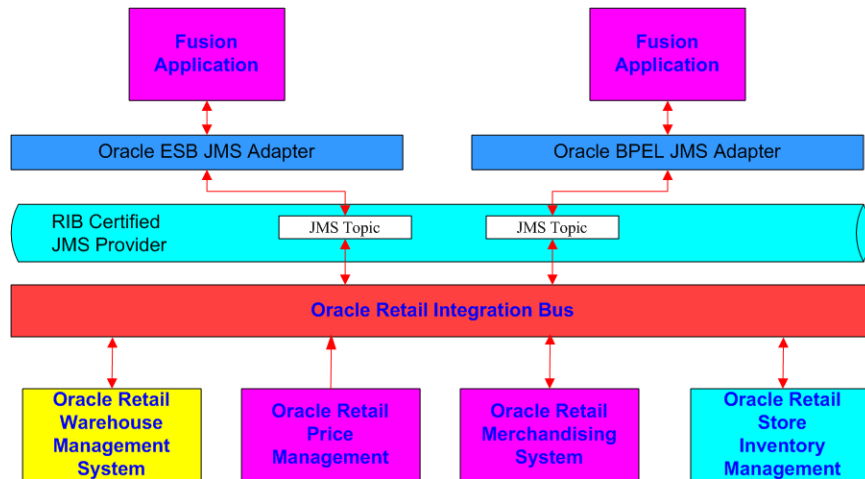 Fusion
Application
Fusion
Application
Oracle ESB JMS Adapter
Oracle BPEL JMS Adapter
RIB Certified
JMS Provider
JMS Topic
JMS Topic
Oracle Retail Integration Bus
Oracle Retail
Warehouse
Management
System
Oracle Retail
Price
Management
Oracle Retail
Merchandising
System
Oracle Retail
Store
Inventory
Management